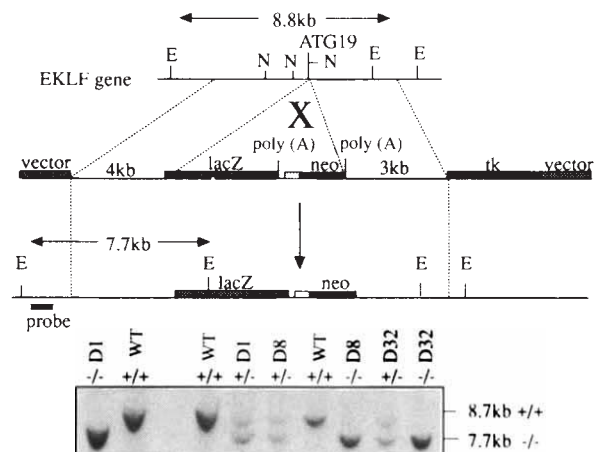 8.8kb
ATG19
E N N N E E
EKLF gene
X
poly (A) poly (A)
vector lacZ neo tk vector
4kb 3kb
7.7kb
E E E E
lacZ neo
probe
D1 WT WT D1 D8 WT D8 D32 D32
-/- +/+ +/+ +/- +/- +/+ -/- +/- -/-
8.7kb +/+
7.7kb -/-